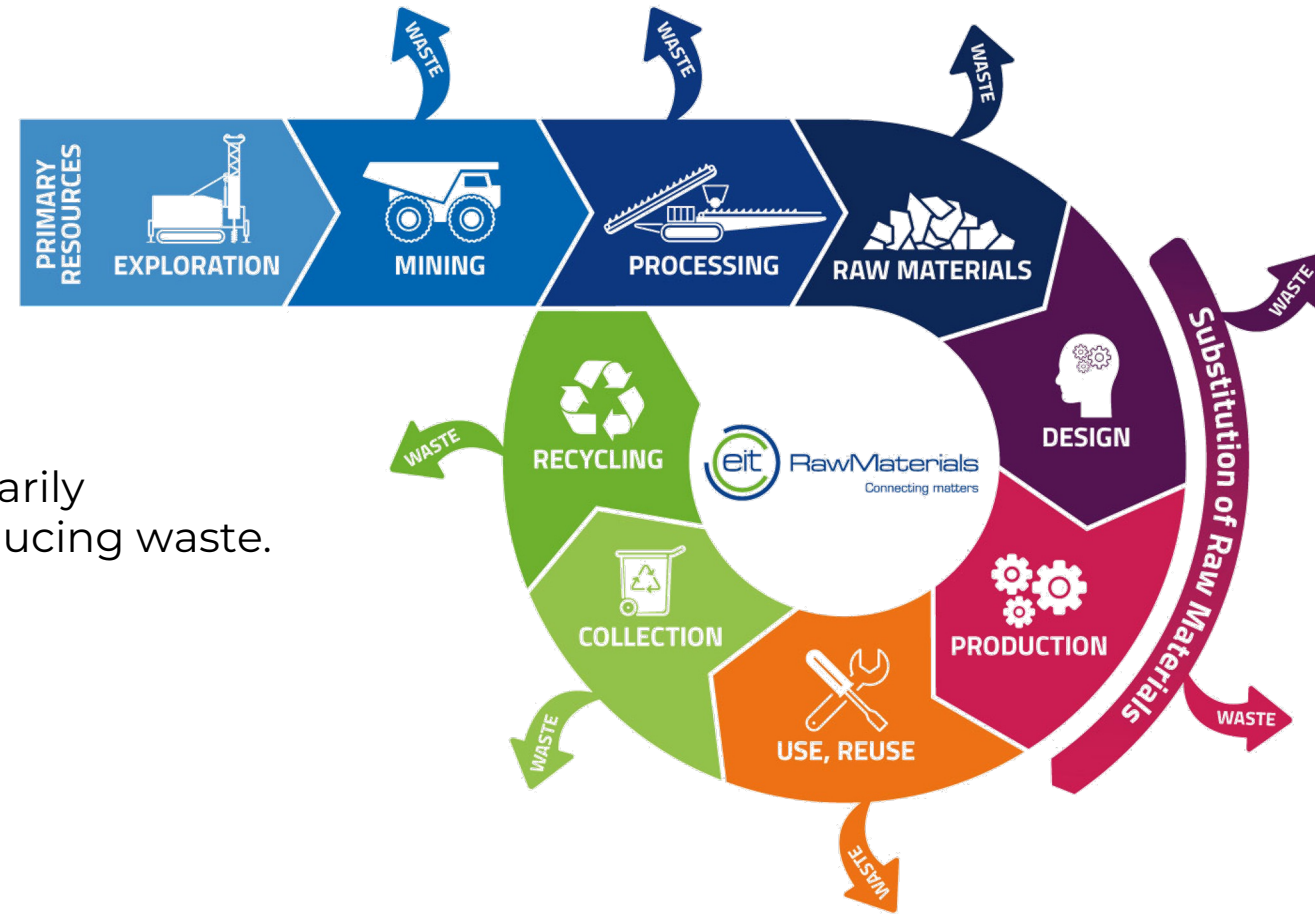 WASTE
WASTE
WASTE
PRIMARY
RESOURCES
EXPLORATION
MINING
PROCESSING
RAW MATERIALS
WASTE
Substitution of Raw Materials
DESIGN
RECYCLING
WASTE
eit RawMaterials
Connecting matters
arily
ucing waste.
COLLECTION
PRODUCTION
USE, REUSE
WASTE
WASTE
WASTE